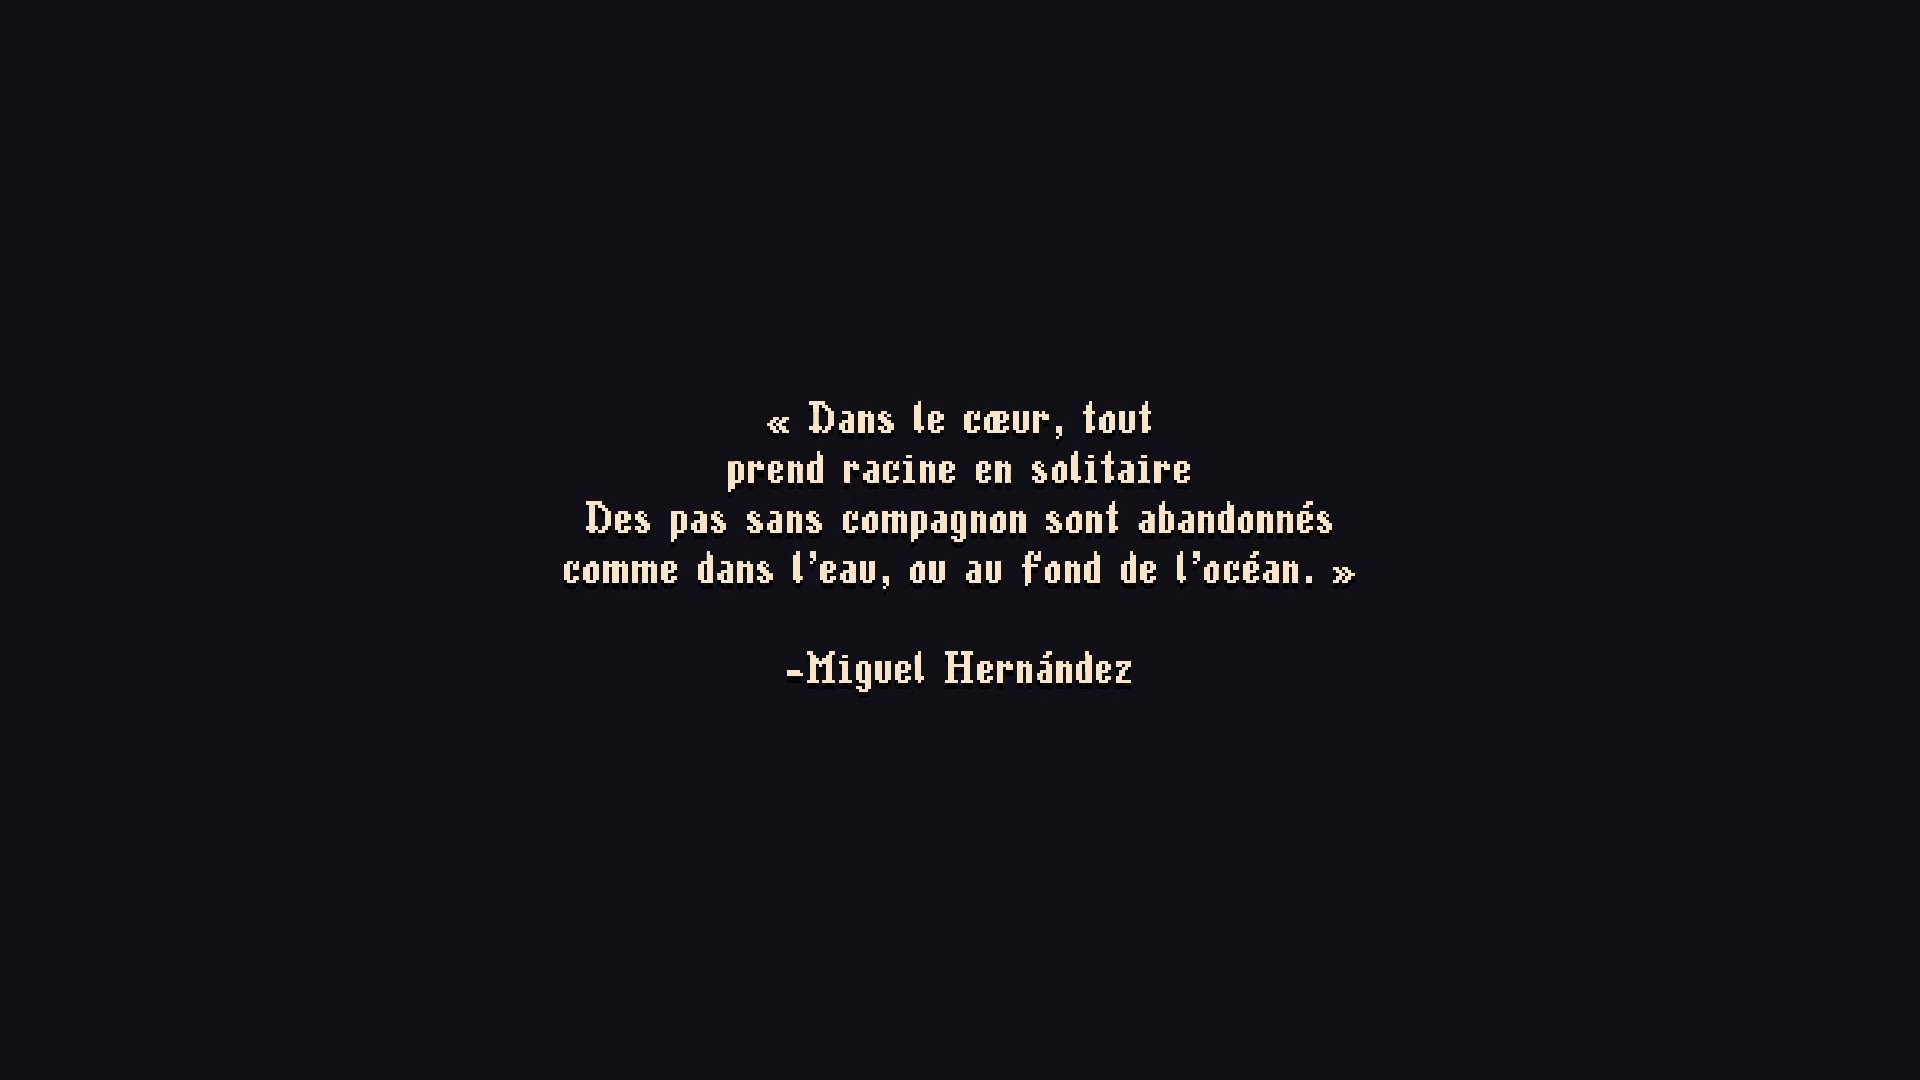 « Dans le cœur, tout
prend racine en solitaire
Des pas sans compagnon sont abandonnés
comme dans l'eau, ou au fond de l'océan. »
-Miguel Hernández